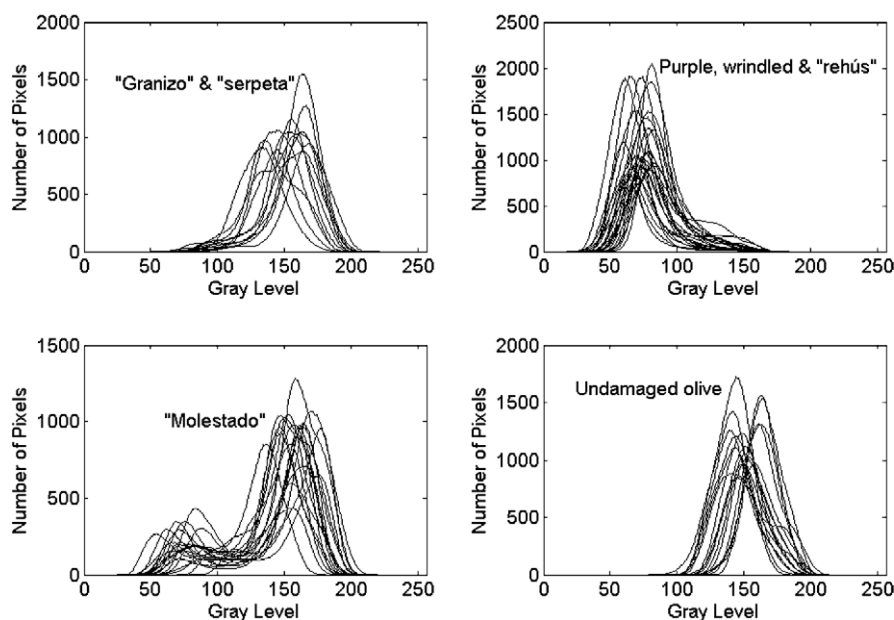 2000
1500
1000
500
0
Number of Pixels
"Granizo" & "serpeta"
0 50 100 150 200 250
Gray Level
2500
2000
1500
1000
500
0
Number of Pixels
Purple, wrindled & "rehús"
0 50 100 150 200 250
Gray Level
1500
1000
500
0
Number of Pixels
"Molestado"
0 50 100 150 200 250
Gray Level
2000
1500
1000
500
0
Number of Pixels
Undamaged olive
0 50 100 150 200 250
Gray Level